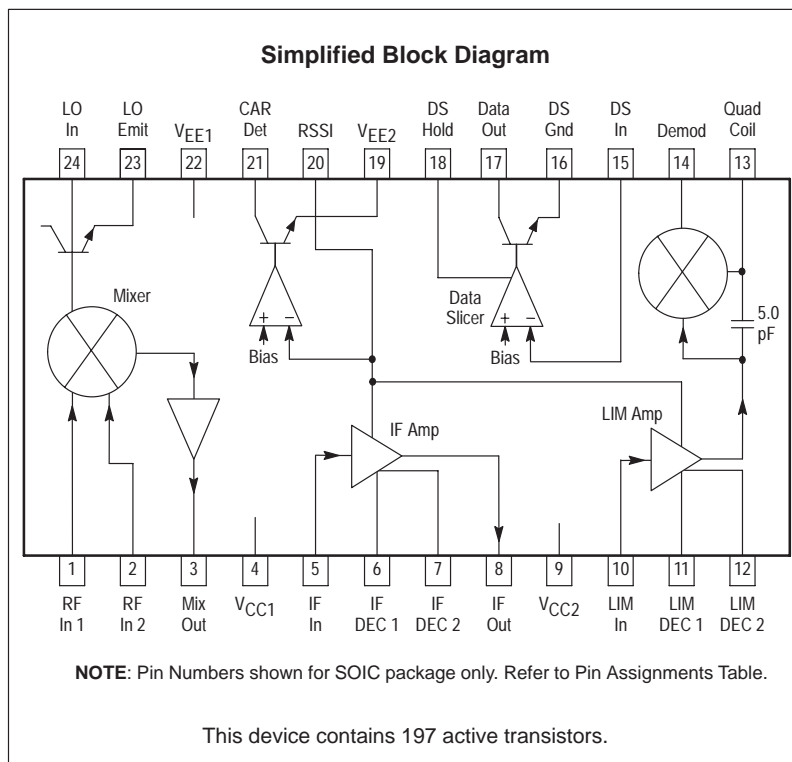 Simplified Block Diagram
LO In
LO Emit
VEE1
CAR Det
RSSI
VEE2
DS Hold
Data Out
DS Gnd
DS In
Demod
Quad Coil
24 23 22 21 20 19 18 17 16 15 14 13
Mixer
Bias
+ –
Data Slicer
Bias
+ –
5.0 pF
IF Amp
LIM Amp
1 2 3 4 5 6 7 8 9 10 11 12
RF In 1
RF In 2
Mix Out
VCC1
IF In
IF DEC 1
IF DEC 2
IF Out
VCC2
LIM In
LIM DEC 1
LIM DEC 2
NOTE: Pin Numbers shown for SOIC package only. Refer to Pin Assignments Table.
This device contains 197 active transistors.